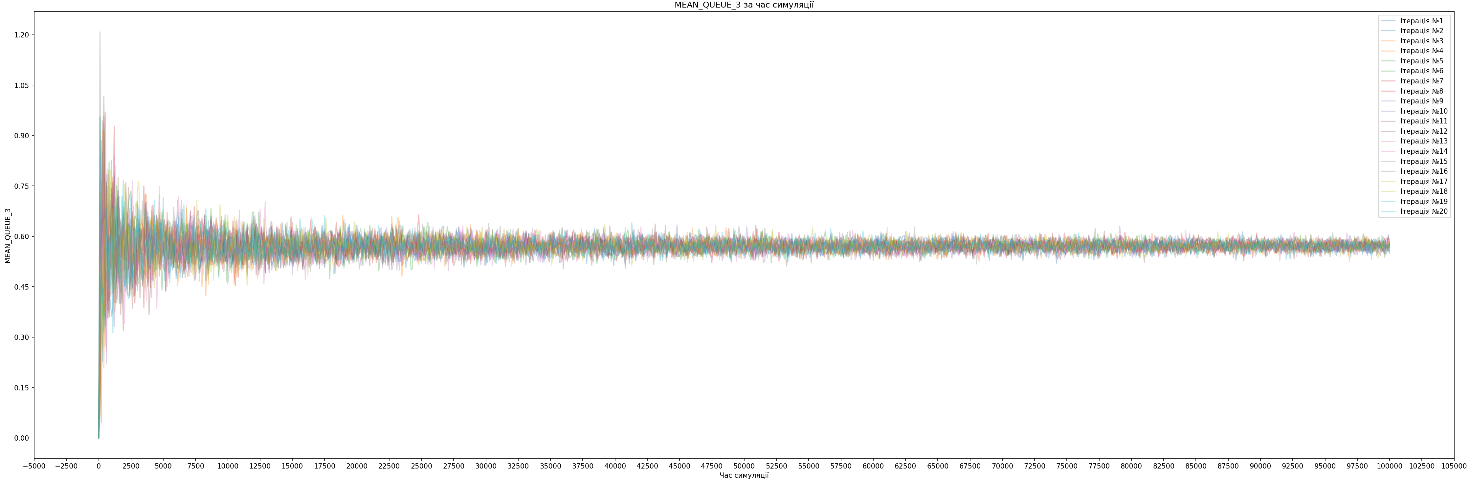 MEAN_QUEUE_3 за час симуляції
1.20
1.05
0.90
0.75
0.60
0.45
0.30
0.15
0.00
MEAN_QUEUE_3
Ітерація №1
Ітерація №2
Ітерація №3
Ітерація №4
Ітерація №5
Ітерація №6
Ітерація №7
Ітерація №8
Ітерація №9
Ітерація №10
Ітерація №11
Ітерація №12
Ітерація №13
Ітерація №14
Ітерація №15
Ітерація №16
Ітерація №17
Ітерація №18
Ітерація №19
Ітерація №20
−5000 −2500 0 2500 5000 7500 10000 12500 15000 17500 20000 22500 25000 27500 30000 32500 35000 37500 40000 42500 45000 47500 50000 52500 55000 57500 60000 62500 65000 67500 70000 72500 75000 77500 80000 82500 85000 87500 90000 92500 95000 97500 100000 102500 105000
Час симуляції